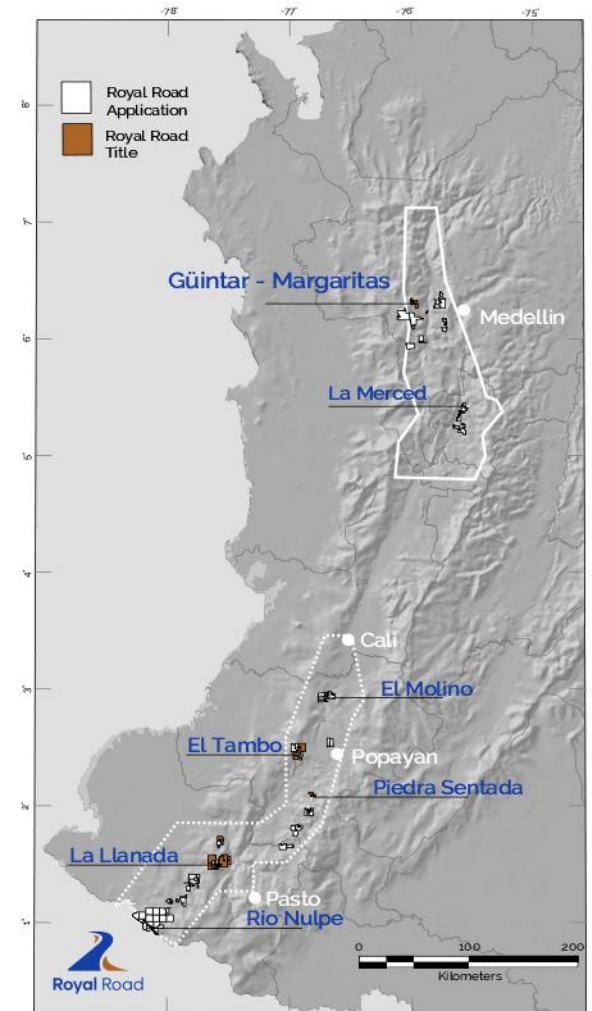 -78° -77° -76° -75°
Royal Road
Application
Royal Road
Title
8°
7°
Güintar - Margaritas
Medellin
6°
La Merced
5°
4°
Cali
3°
El Molino
El Tambo
Popayan
Piedra Sentada
2°
La Llanada
Pasto
Rio Nulpe
1°
0 100 200
Kilometers
Royal Road